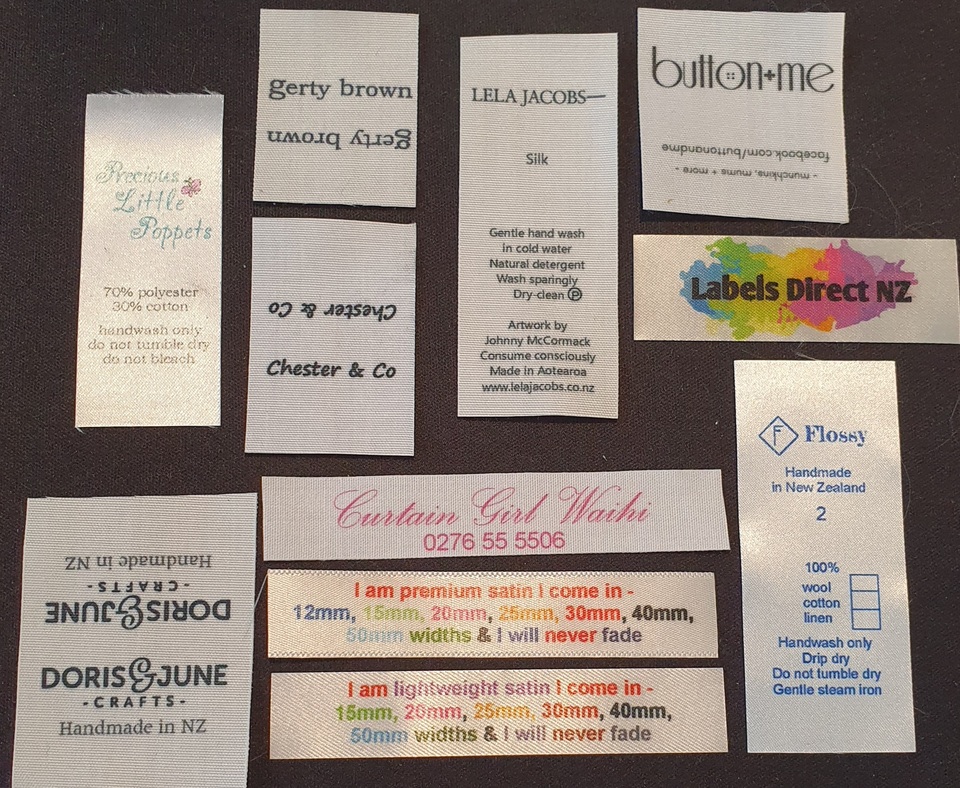 Precious
Little
Poppets
70% polyester
30% cotton
handwash only
do not tumble dry
do not bleach
gerty brown
gerty brown
Chester & Co
Chester & Co
LELA JACOBS—
Silk
Gentle hand wash
in cold water
Natural detergent
Wash sparingly
Dry-clean Ⓟ
Artwork by
Johnny McCormack
Consume consciously
Made in Aotearoa
www.lelajacobs.co.nz
button+me
facebook.com/buttonandme
- munchkins, mums + more -
Labels Direct NZ
F Flossy
Handmade
in New Zealand
2
100%
wool
cotton
linen
Handwash only
Drip dry
Do not tumble dry
Gentle steam iron
Handmade in NZ
-CRAFTS-
DORIS&JUNE
DORIS&JUNE
-CRAFTS-
Handmade in NZ
Curtain Girl Waihi
0276 55 5506
I am premium satin I come in -
12mm, 15mm, 20mm, 25mm, 30mm, 40mm,
50mm widths & I will never fade
I am lightweight satin I come in -
15mm, 20mm, 25mm, 30mm, 40mm,
50mm widths & I will never fade